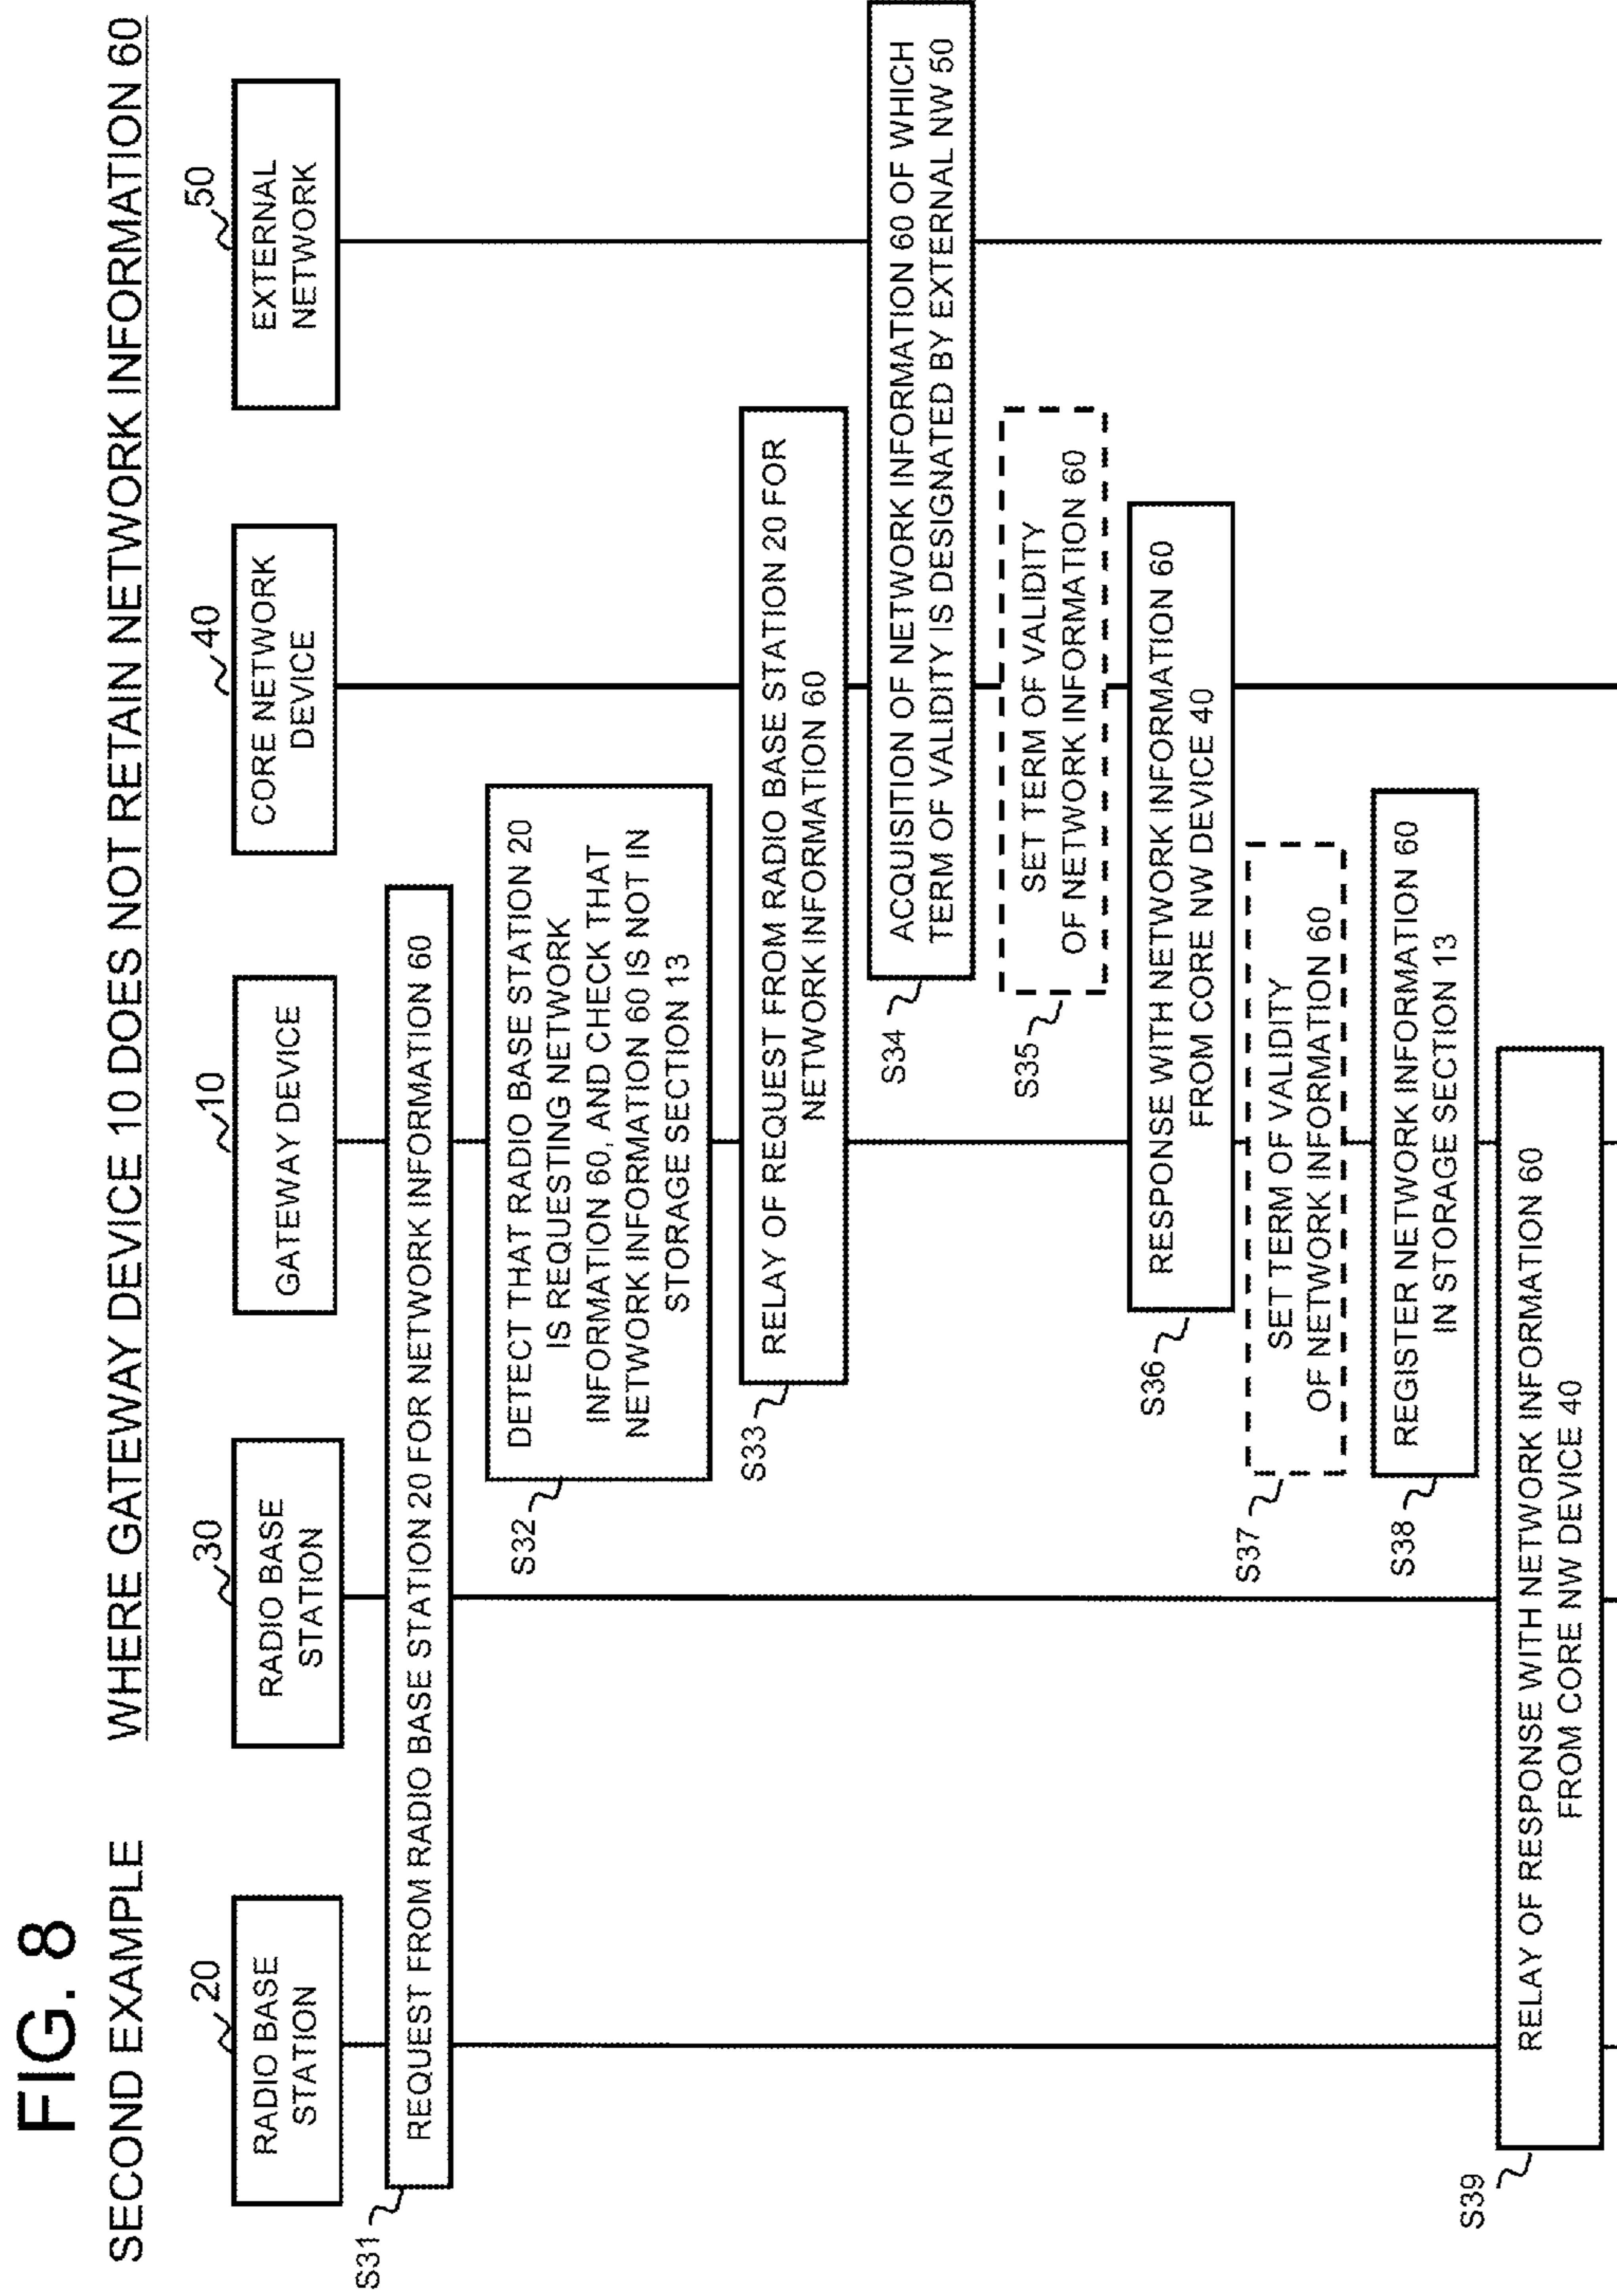 FIG. 8
SECOND EXAMPLE WHERE GATEWAY DEVICE 10 DOES NOT RETAIN NETWORK INFORMATION 60
20
RADIO BASE
STATION
30
RADIO BASE
STATION
10
GATEWAY DEVICE
40
CORE NETWORK
DEVICE
50
EXTERNAL
NETWORK
S31
REQUEST FROM RADIO BASE STATION 20 FOR NETWORK INFORMATION 60
S32
DETECT THAT RADIO BASE STATION 20
IS REQUESTING NETWORK
INFORMATION 60, AND CHECK THAT
NETWORK INFORMATION 60 IS NOT IN
STORAGE SECTION 13
S33
RELAY OF REQUEST FROM RADIO BASE STATION 20 FOR
NETWORK INFORMATION 60
S34
ACQUISITION OF NETWORK INFORMATION 60 OF WHICH
TERM OF VALIDITY IS DESIGNATED BY EXTERNAL NW 50
S35
SET TERM OF VALIDITY
OF NETWORK INFORMATION 60
S36
RESPONSE WITH NETWORK INFORMATION 60
FROM CORE NW DEVICE 40
S37
SET TERM OF VALIDITY
OF NETWORK INFORMATION 60
S38
REGISTER NETWORK INFORMATION 60
IN STORAGE SECTION 13
S39
RELAY OF RESPONSE WITH NETWORK INFORMATION 60
FROM CORE NW DEVICE 40